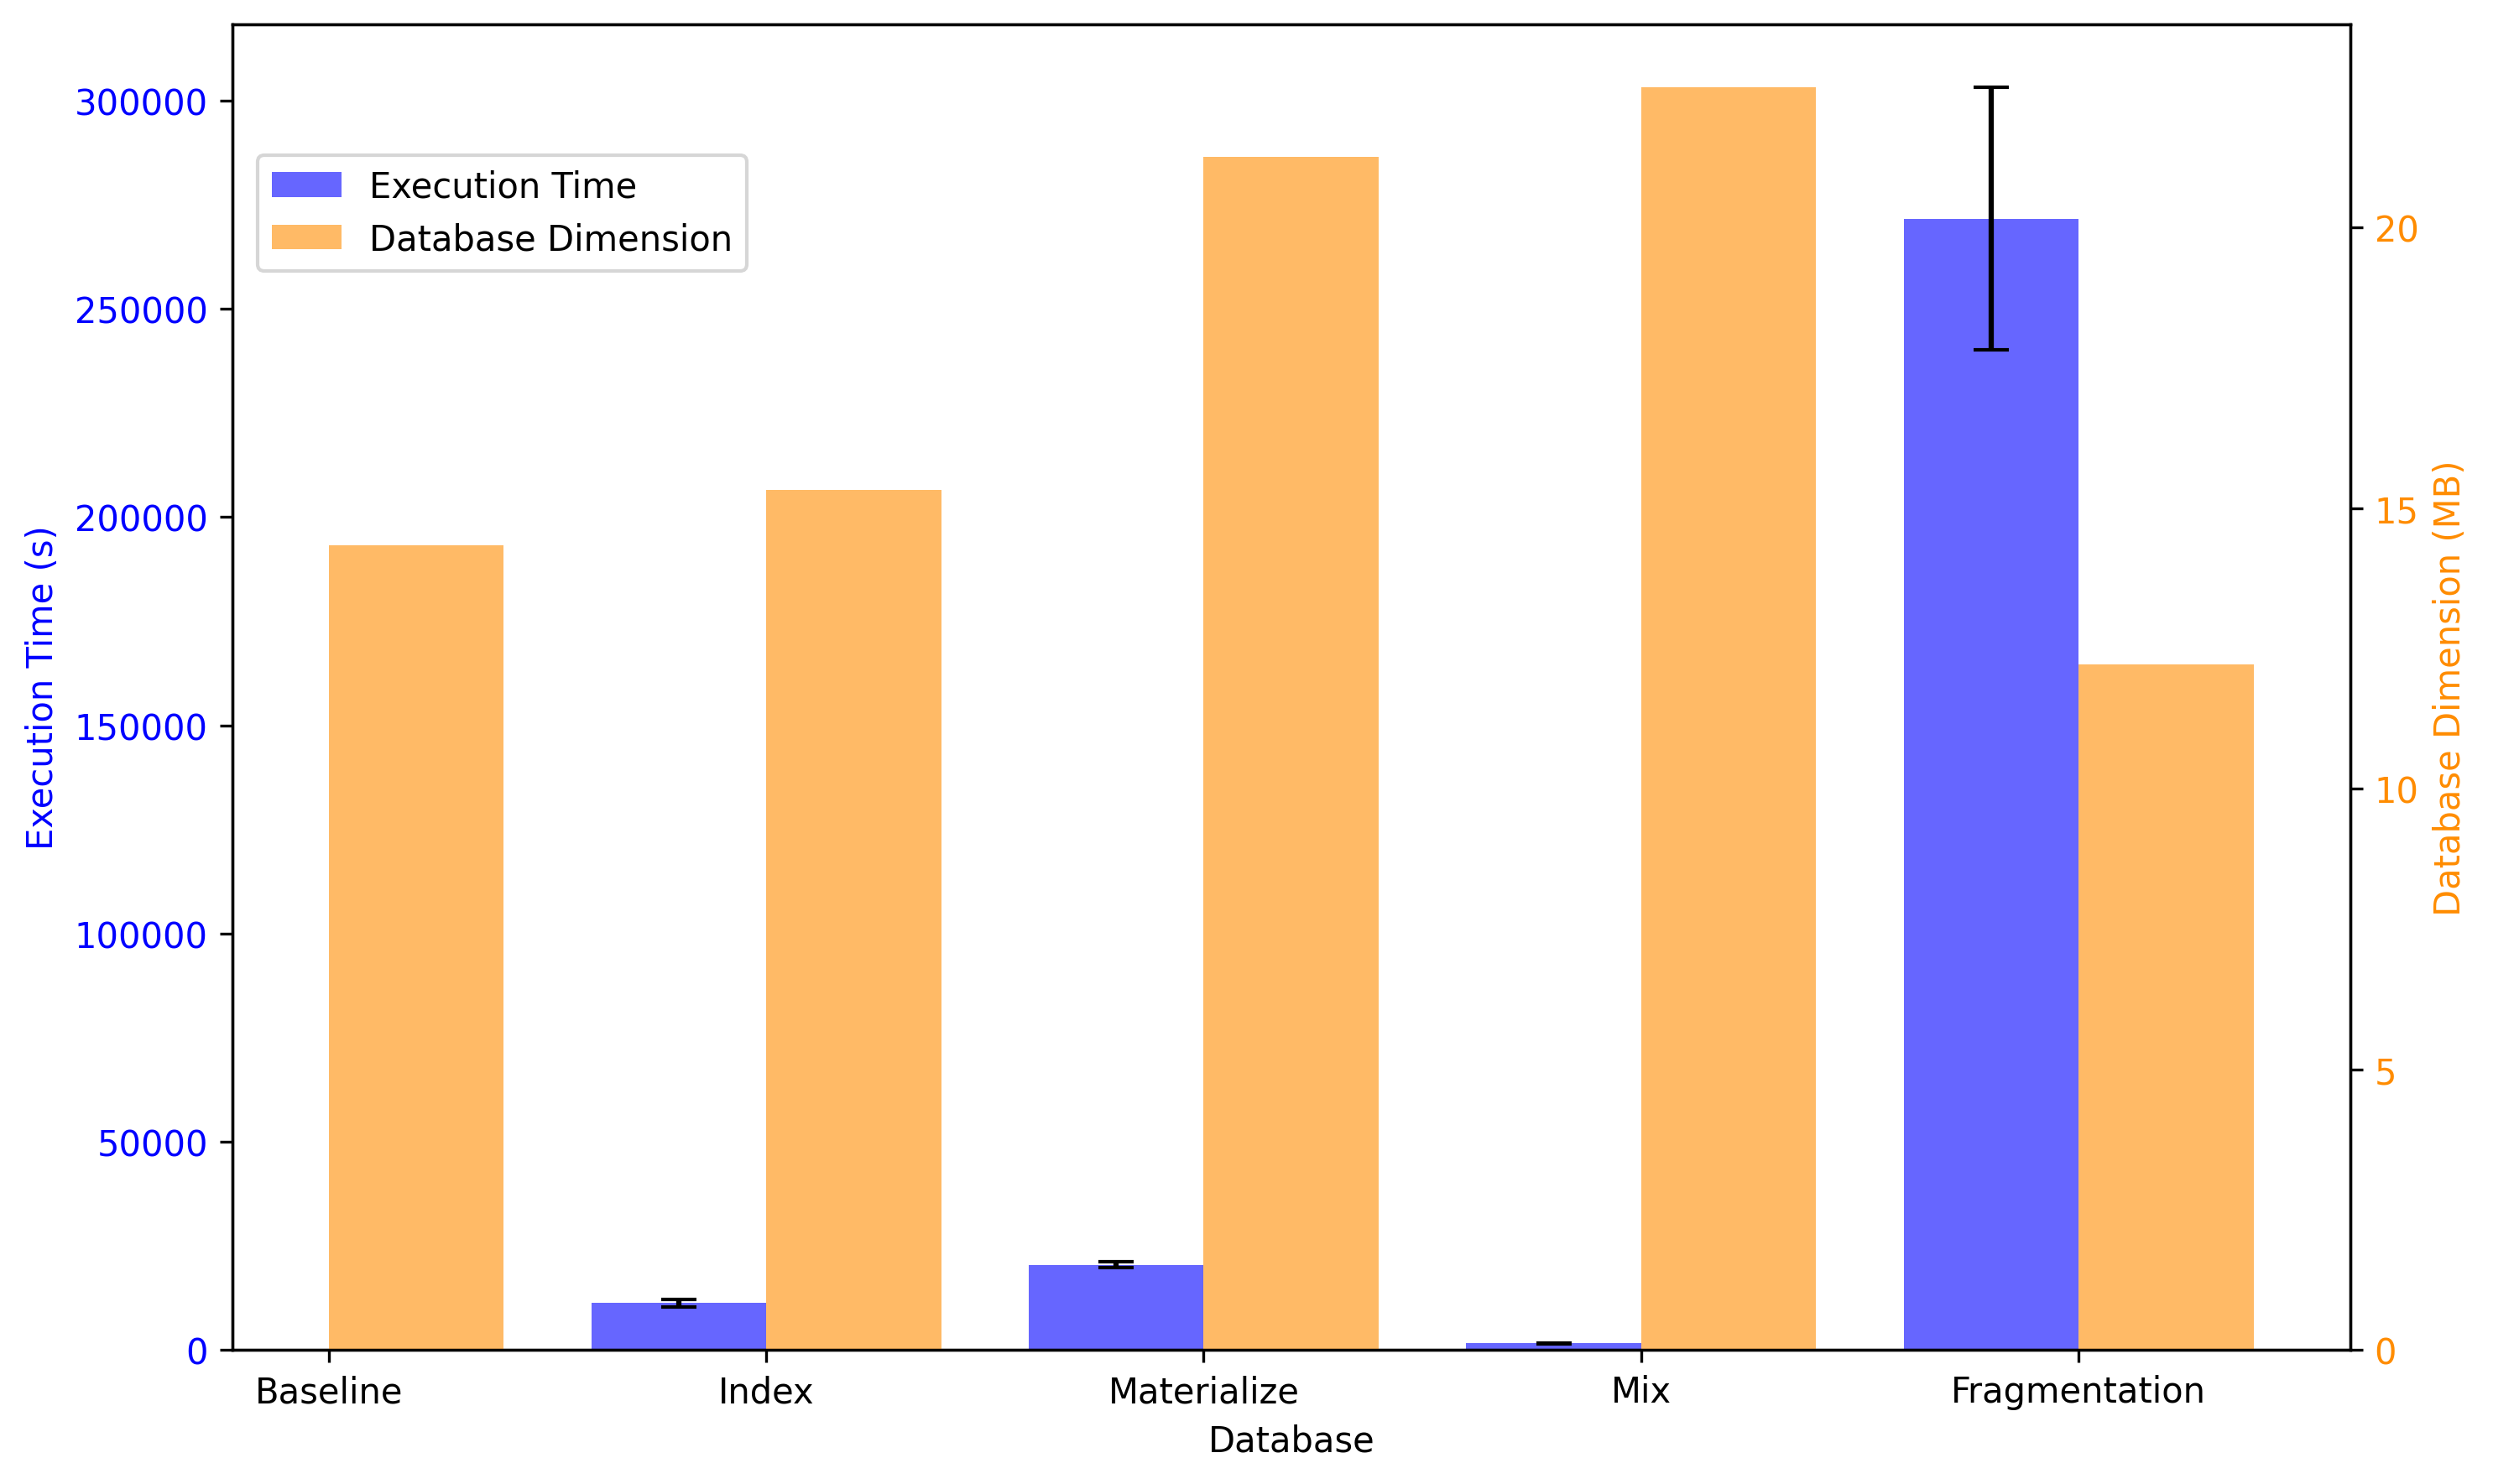 Execution Time
Database Dimension
300000
250000
200000
150000
100000
50000
0
Execution Time (s)
20
15
10
5
0
Database Dimension (MB)
Baseline
Index
Materialize
Mix
Fragmentation
Database